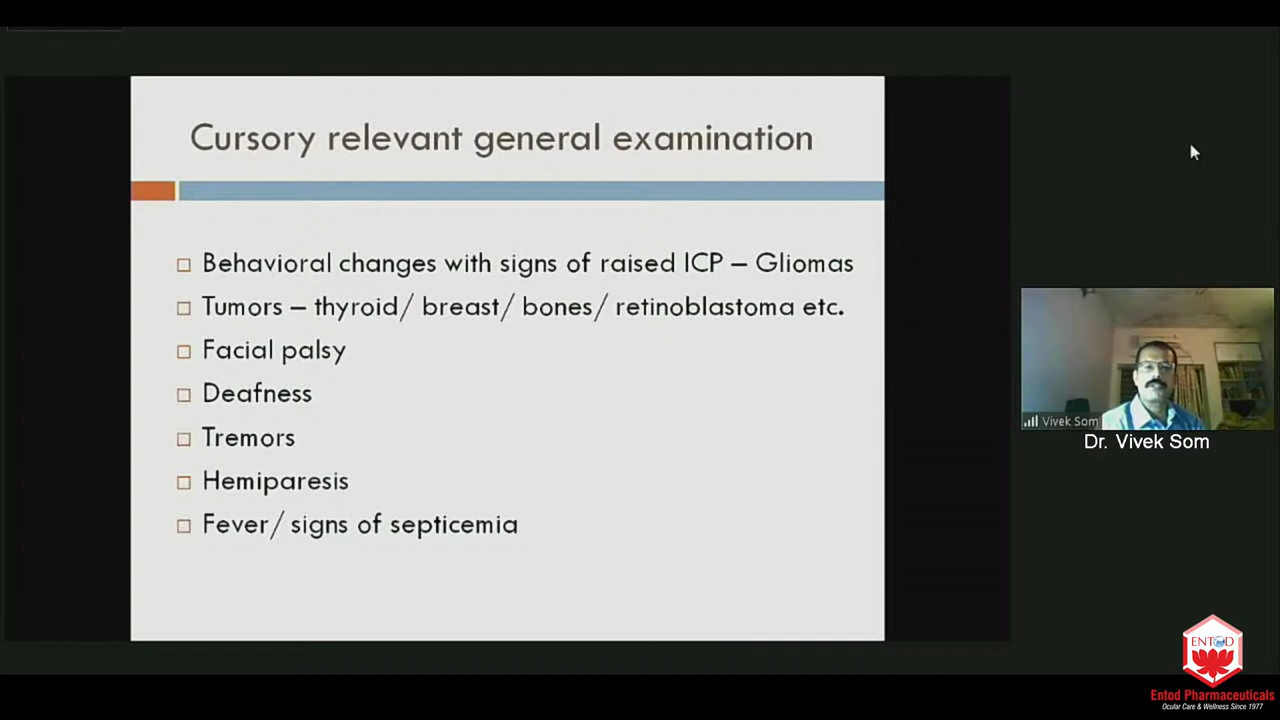 Cursory relevant general examination
Behavioral changes with signs of raised ICP – Gliomas
Tumors – thyroid/ breast/ bones/ retinoblastoma etc.
Facial palsy
Deafness
Tremors
Hemiparesis
Fever/ signs of septicemia
Vivek Som
Dr. Vivek Som
ENTOD
Entod Pharmaceuticals
Ocular Care & Wellness Since 1977